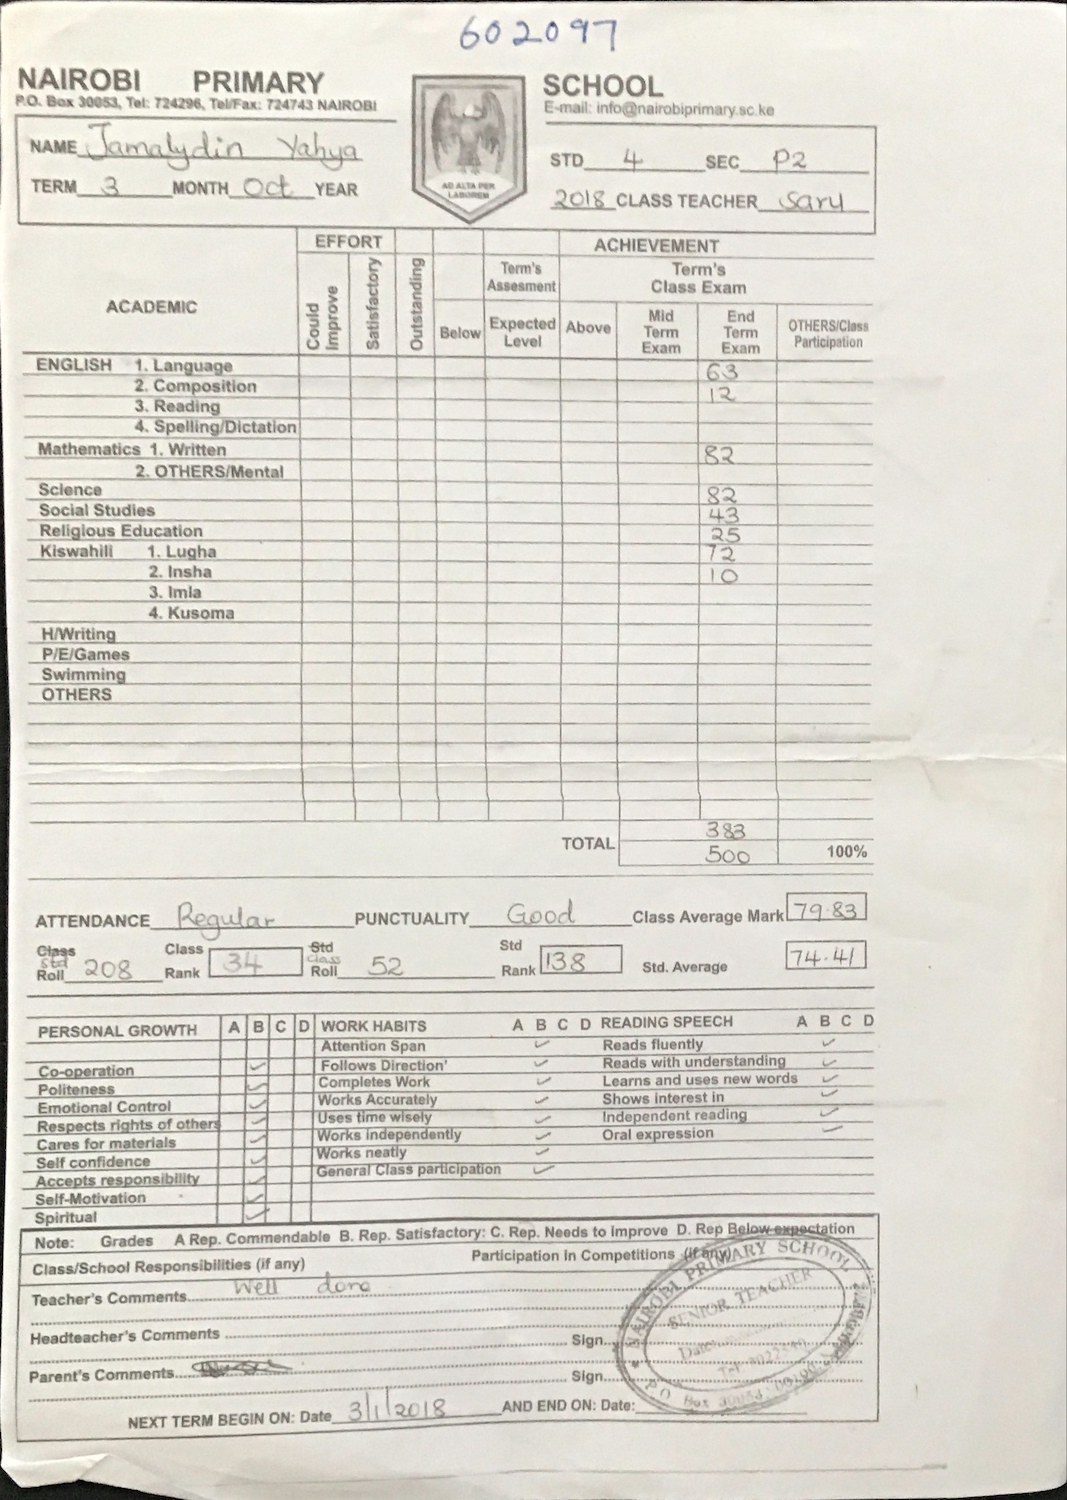 602097
NAIROBI PRIMARY SCHOOL
P.O. Box 30053, Tel: 724296, Tel/Fax: 724743 NAIROBI
E-mail: info@nairobiprimary.sc.ke
AD ALTA PER
LABOREM
NAME Jamalydin Yahya
STD 4 SEC P2
TERM 3 MONTH Oct YEAR 2018 CLASS TEACHER Saru
EFFORT ACHIEVEMENT
ACADEMIC
Could Improve
Satisfactory
Outstanding
Term's Assesment
Below Expected Level Above
Term's Class Exam
Mid Term Exam
End Term Exam
OTHERS/Class Participation
ENGLISH 1. Language 63
2. Composition 12
3. Reading
4. Spelling/Dictation
Mathematics 1. Written 82
2. OTHERS/Mental
Science 82
Social Studies 43
Religious Education 25
Kiswahili 1. Lugha 72
2. Insha 10
3. Imla
4. Kusoma
H/Writing
P/E/Games
Swimming
OTHERS
TOTAL 383
500 100%
ATTENDANCE Regular PUNCTUALITY Good Class Average Mark 79.83
Class Std Roll 208 Class Rank 34 Std Class Roll 52 Std Rank 138 Std. Average 74.41
PERSONAL GROWTH A B C D WORK HABITS A B C D READING SPEECH A B C D
Attention Span Reads fluently
Co-operation Follows Direction' Reads with understanding
Politeness Completes Work Learns and uses new words
Emotional Control Works Accurately Shows interest in
Respects rights of others Uses time wisely Independent reading
Cares for materials Works independently Oral expression
Self confidence Works neatly
Accepts responsibility General Class participation
Self-Motivation
Spiritual
Note: Grades A Rep. Commendable B. Rep. Satisfactory: C. Rep. Needs to improve D. Rep Below expectation
Class/School Responsibilities (if any) Participation in Competitions (if any)
Teacher's Comments Well done
Headteacher's Comments Sign
Parent's Comments Sign
NEXT TERM BEGIN ON: Date 3/1/2018 AND END ON: Date:
NAIROBI PRIMARY SCHOOL
SENIOR TEACHER
Date
Tel:
P.O. Box